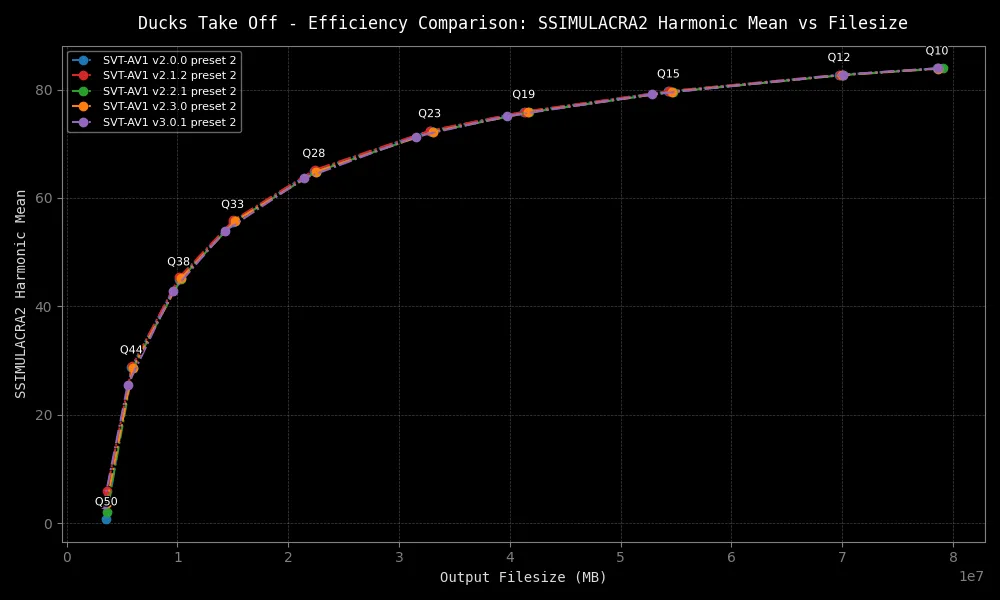 Ducks Take Off - Efficiency Comparison: SSIMULACRA2 Harmonic Mean vs Filesize
SVT-AV1 v2.0.0 preset 2
SVT-AV1 v2.1.2 preset 2
SVT-AV1 v2.2.1 preset 2
SVT-AV1 v2.3.0 preset 2
SVT-AV1 v3.0.1 preset 2
Q10
Q12
Q15
Q19
Q23
Q28
Q33
Q38
Q44
Q50
SSIMULACRA2 Harmonic Mean
80
60
40
20
0
0 1 2 3 4 5 6 7 8
1e7
Output Filesize (MB)